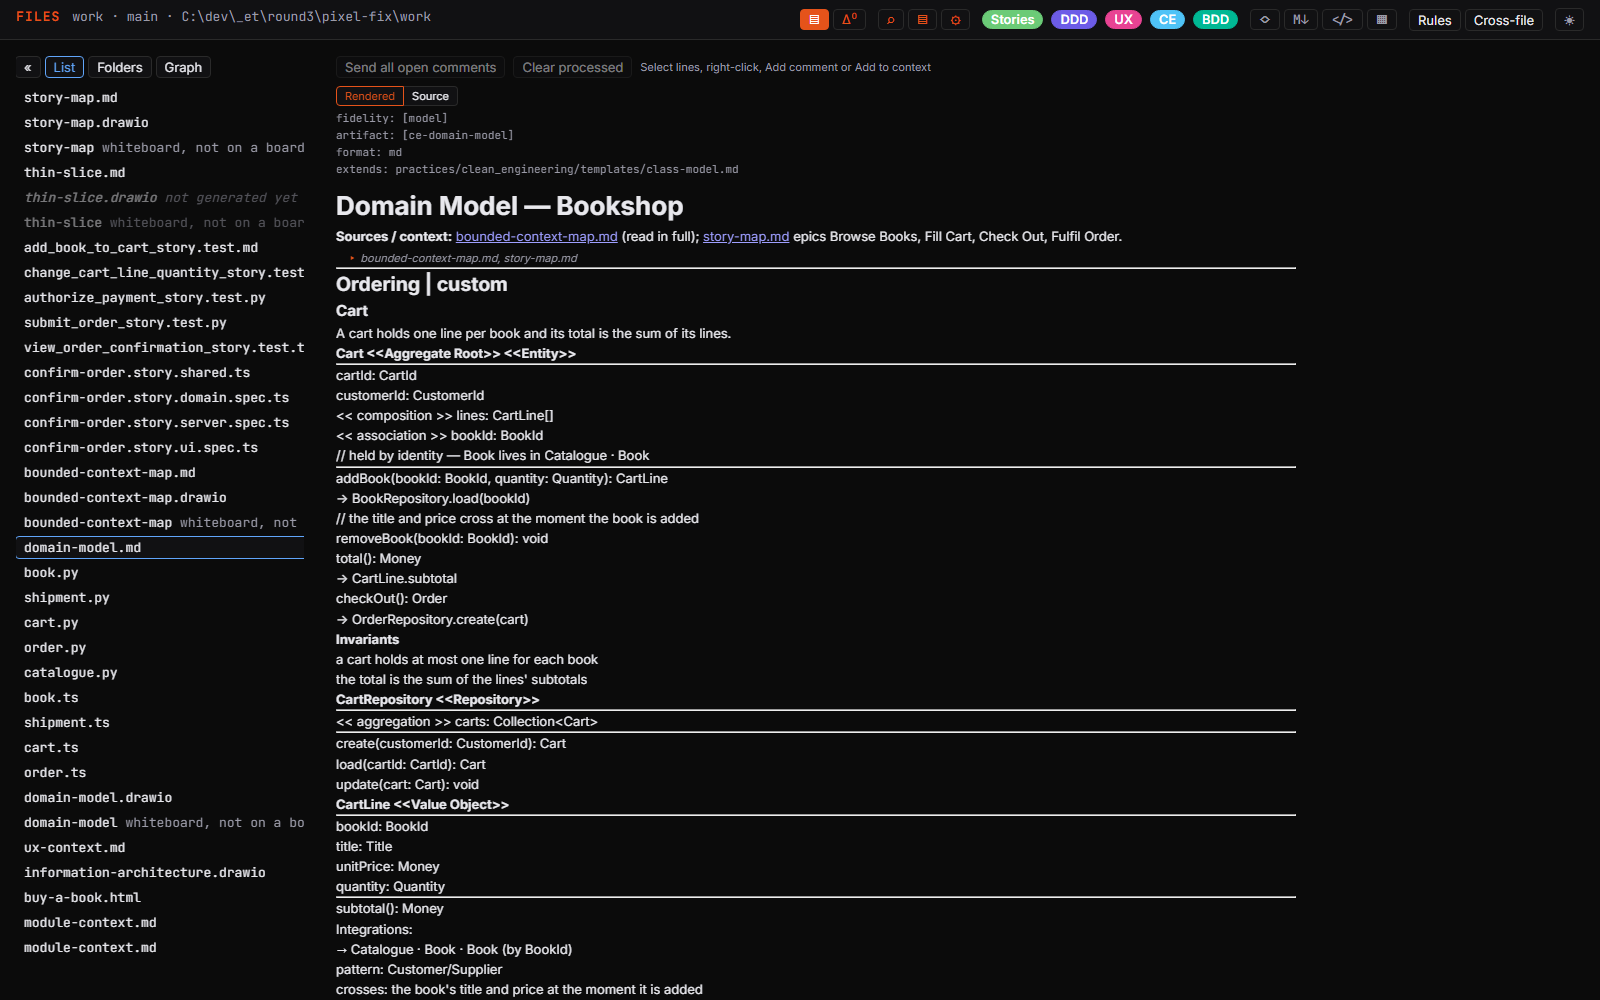 FILES work · main · C:\dev\_et\round3\pixel-fix\work
Stories DDD UX CE BDD M↓ </> Rules Cross-file
« List Folders Graph
story-map.md
story-map.drawio
story-map whiteboard, not on a board
thin-slice.md
thin-slice.drawio not generated yet
thin-slice whiteboard, not on a boar
add_book_to_cart_story.test.md
change_cart_line_quantity_story.test
authorize_payment_story.test.py
submit_order_story.test.py
view_order_confirmation_story.test.t
confirm-order.story.shared.ts
confirm-order.story.domain.spec.ts
confirm-order.story.server.spec.ts
confirm-order.story.ui.spec.ts
bounded-context-map.md
bounded-context-map.drawio
bounded-context-map whiteboard, not
domain-model.md
book.py
shipment.py
cart.py
order.py
catalogue.py
book.ts
shipment.ts
cart.ts
order.ts
domain-model.drawio
domain-model whiteboard, not on a bo
ux-context.md
information-architecture.drawio
buy-a-book.html
module-context.md
module-context.md
Send all open comments Clear processed Select lines, right-click, Add comment or Add to context
Rendered Source
fidelity: [model]
artifact: [ce-domain-model]
format: md
extends: practices/clean_engineering/templates/class-model.md
Domain Model — Bookshop
Sources / context: bounded-context-map.md (read in full); story-map.md epics Browse Books, Fill Cart, Check Out, Fulfil Order.
‣ bounded-context-map.md, story-map.md
Ordering | custom
Cart
A cart holds one line per book and its total is the sum of its lines.
Cart <<Aggregate Root>> <<Entity>>
cartId: CartId
customerId: CustomerId
<< composition >> lines: CartLine[]
<< association >> bookId: BookId
// held by identity — Book lives in Catalogue · Book
addBook(bookId: BookId, quantity: Quantity): CartLine
→ BookRepository.load(bookId)
// the title and price cross at the moment the book is added
removeBook(bookId: BookId): void
total(): Money
→ CartLine.subtotal
checkOut(): Order
→ OrderRepository.create(cart)
Invariants
a cart holds at most one line for each book
the total is the sum of the lines' subtotals
CartRepository <<Repository>>
<< aggregation >> carts: Collection<Cart>
create(customerId: CustomerId): Cart
load(cartId: CartId): Cart
update(cart: Cart): void
CartLine <<Value Object>>
bookId: BookId
title: Title
unitPrice: Money
quantity: Quantity
subtotal(): Money
Integrations:
→ Catalogue · Book · Book (by BookId)
pattern: Customer/Supplier
crosses: the book's title and price at the moment it is added